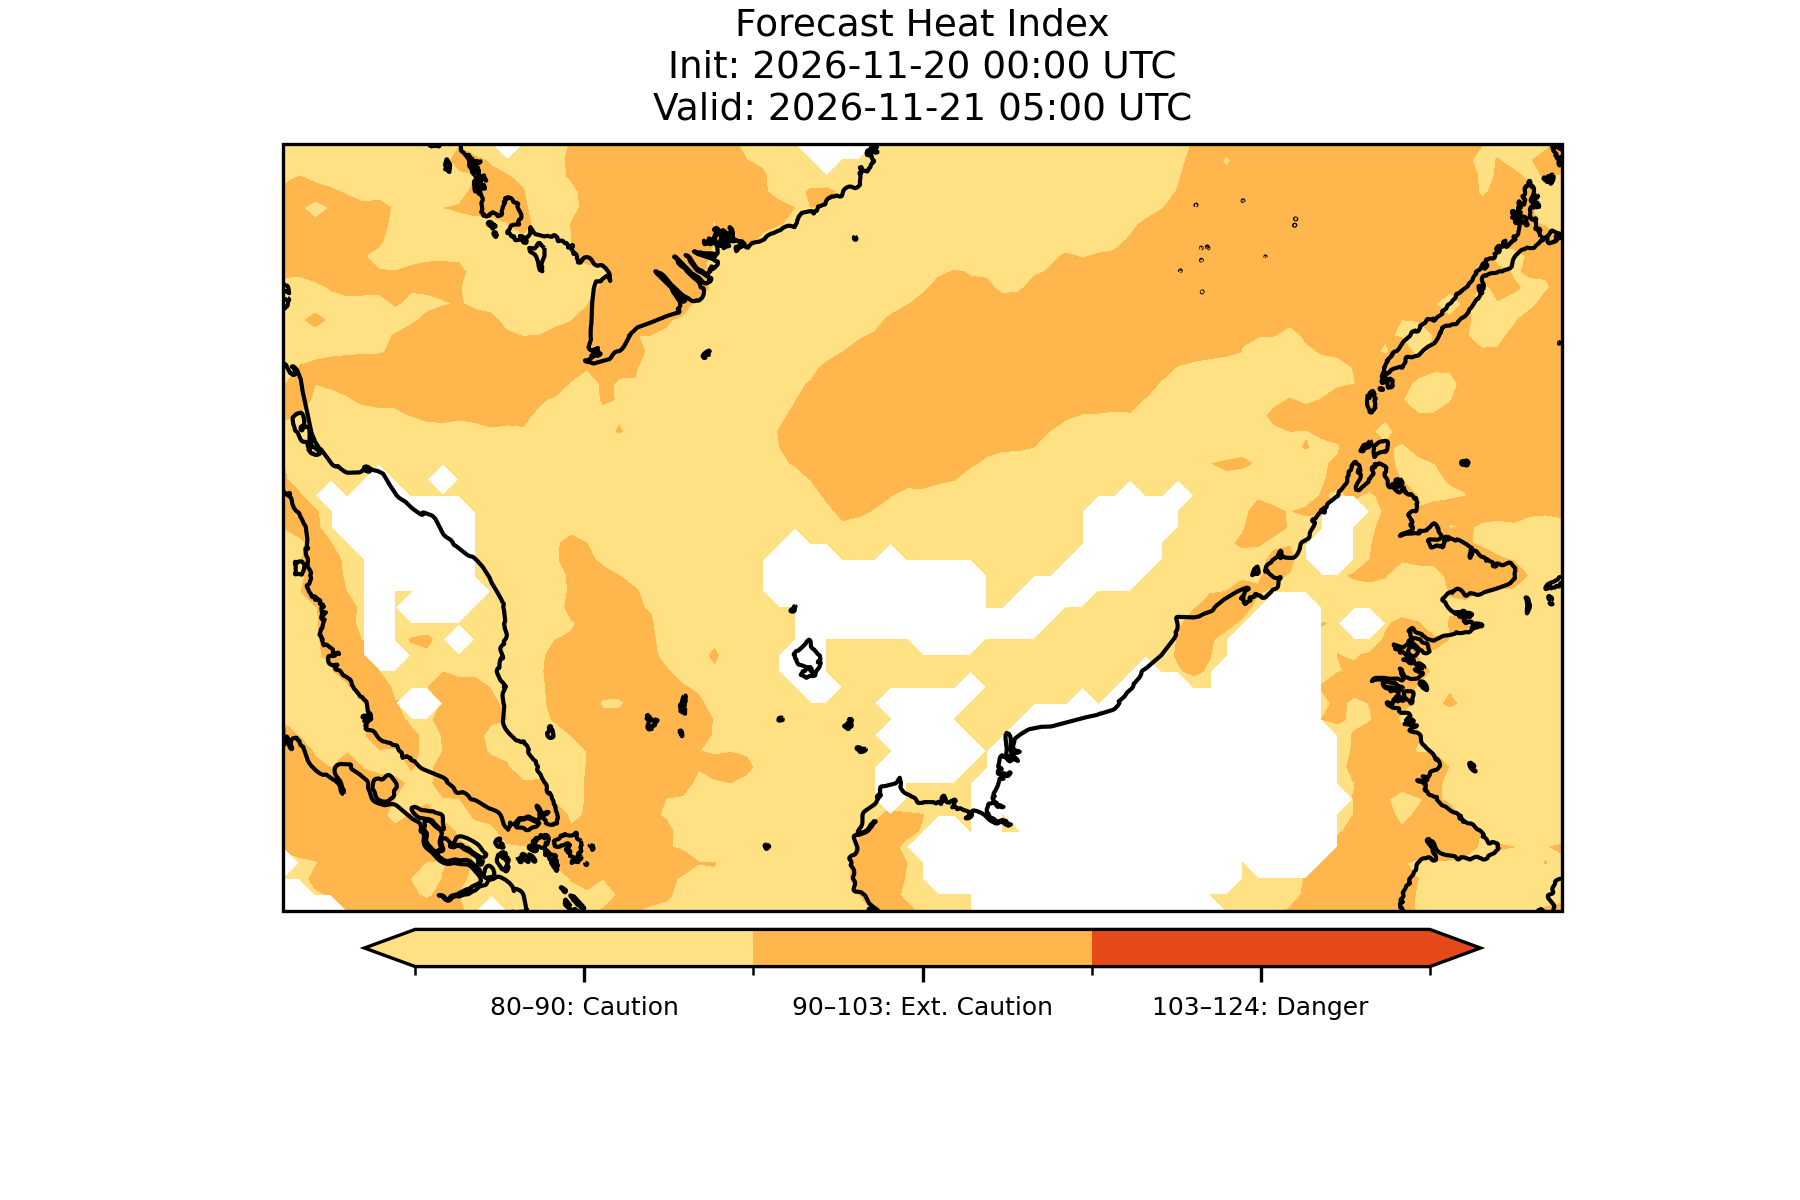 Forecast Heat Index
Init: 2026-11-20 00:00 UTC
Valid: 2026-11-21 05:00 UTC
80–90: Caution
90–103: Ext. Caution
103–124: Danger